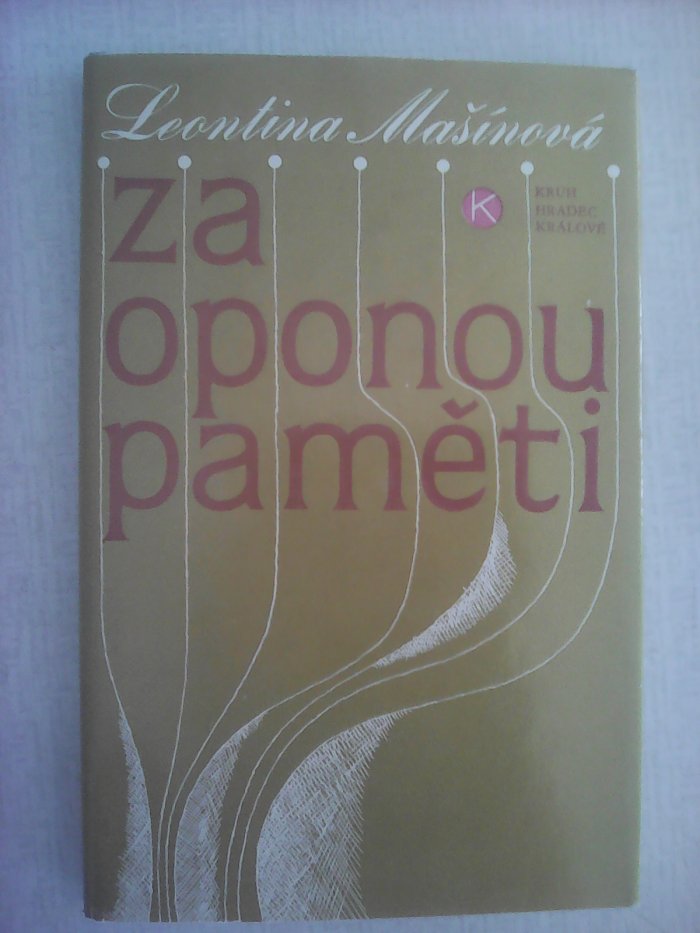 Leontina Mašínová
za
K
KRUH
HRADEC
KRÁLOVÉ
oponou
paměti